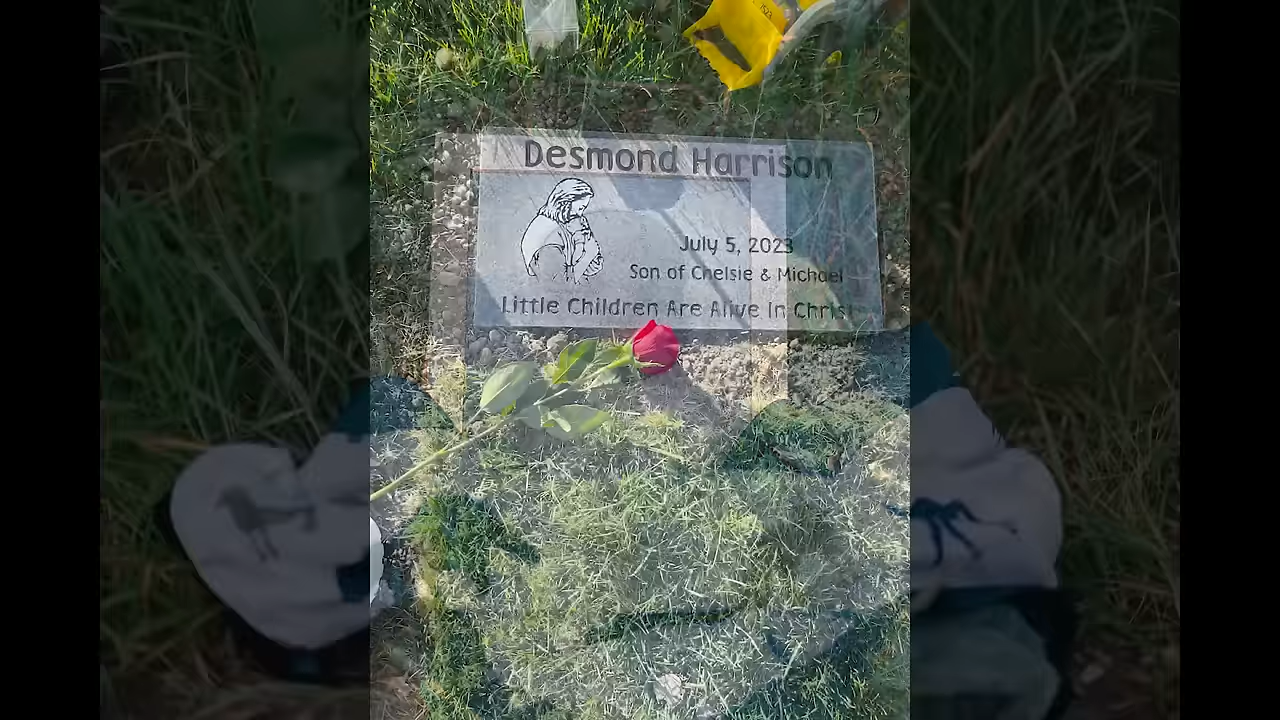 Desmond Harrison
July 5, 2023
Son of Chelsie & Michael
Little Children Are Alive In Christ